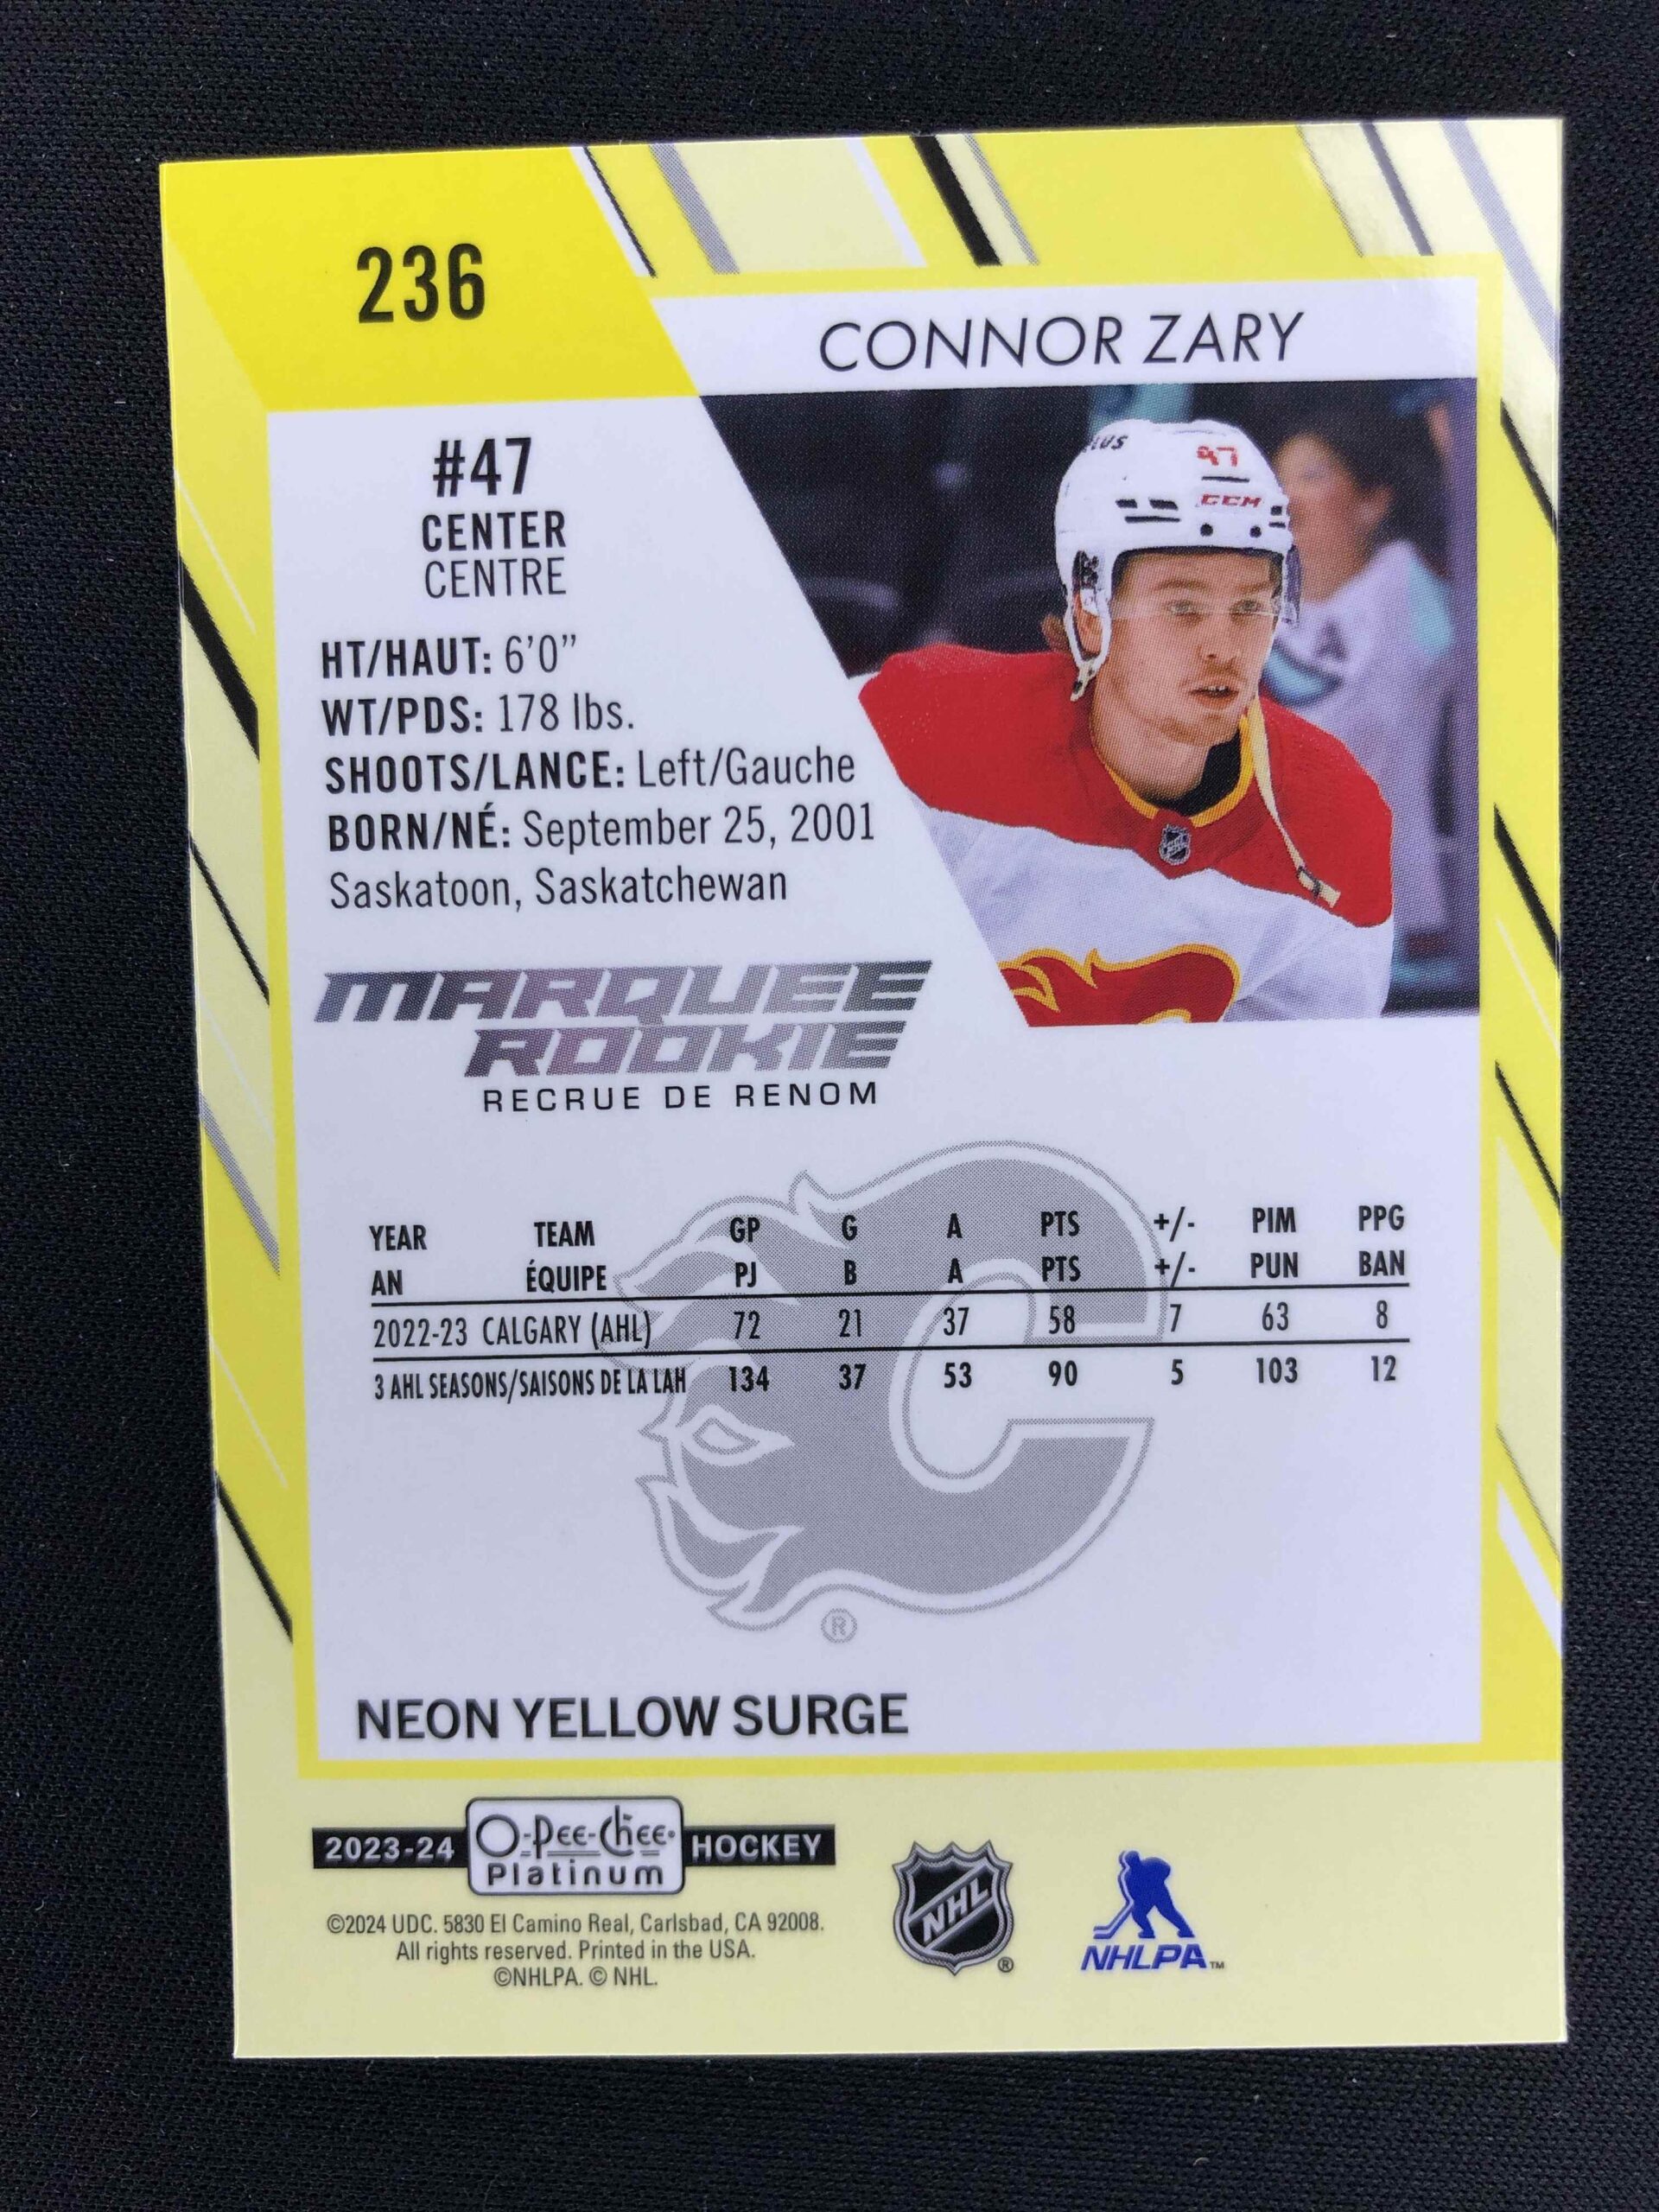 236
CONNOR ZARY
47
CCM
#47
CENTER
CENTRE
HT/HAUT: 6'0"
WT/PDS: 178 lbs.
SHOOTS/LANCE: Left/Gauche
BORN/NÉ: September 25, 2001
Saskatoon, Saskatchewan
MARQUEE
ROOKIE
RECRUE DE RENOM
YEAR TEAM GP G A PTS +/- PIM PPG
AN ÉQUIPE PJ B A PTS +/- PUN BAN
2022-23 CALGARY (AHL) 72 21 37 58 7 63 8
3 AHL SEASONS/SAISONS DE LA LAH 134 37 53 90 5 103 12
®
NEON YELLOW SURGE
2023-24 O-Pee-Chee Platinum HOCKEY
©2024 UDC. 5830 El Camino Real, Carlsbad, CA 92008.
All rights reserved. Printed in the USA.
©NHLPA. © NHL.
NHL®
NHLPA™